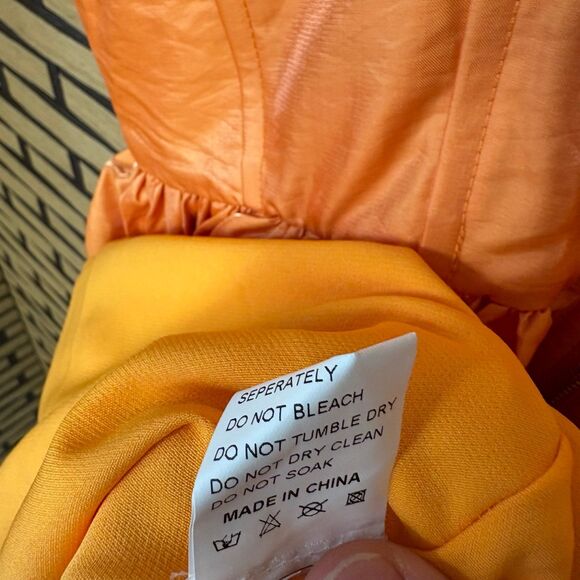 SEPERATELY
DO NOT BLEACH
DO NOT TUMBLE DRY
DO NOT DRY CLEAN
DO NOT SOAK
MADE IN CHINA